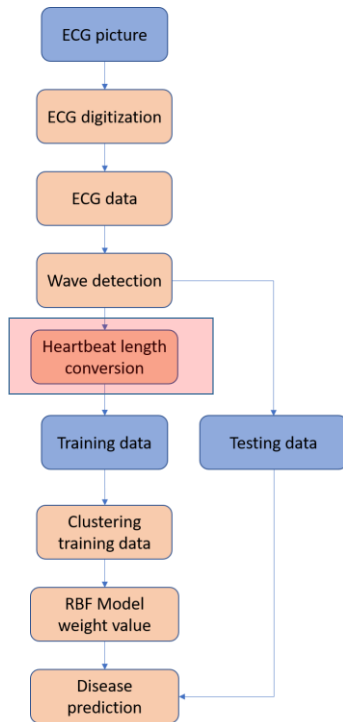 ECG picture
ECG digitization
ECG data
Wave detection
Heartbeat length
conversion
Training data
Testing data
Clustering
training data
RBF Model
weight value
Disease
prediction